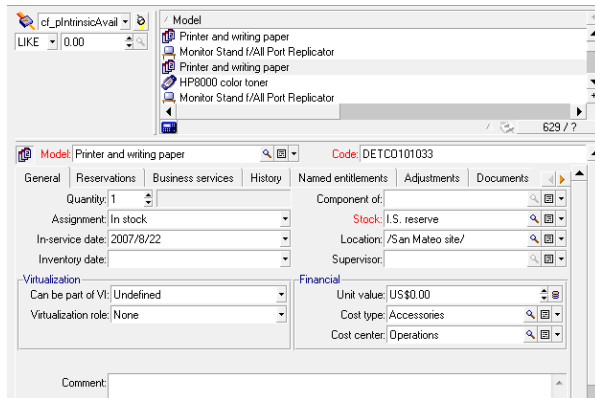 cf_pIntrinsicAvail
LIKE 0.00
/ Model
Printer and writing paper
Monitor Stand f/All Port Replicator
Printer and writing paper
HP8000 color toner
Monitor Stand f/All Port Replicator
629 / ?
Model: Printer and writing paper Code: DETC0101033
General Reservations Business services History Named entitlements Adjustments Documents
Quantity: 1 Component of:
Assignment: In stock Stock: I.S. reserve
In-service date: 2007/8/22 Location: /San Mateo site/
Inventory date: Supervisor:
Virtualization Financial
Can be part of VI: Undefined Unit value: US$0.00
Virtualization role: None Cost type: Accessories
Cost center: Operations
Comment: